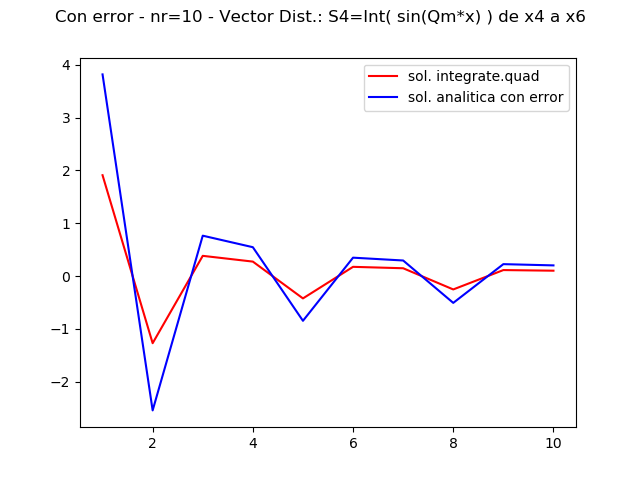 Con error - nr=10 - Vector Dist.: S4=Int( sin(Qm*x) ) de x4 a x6
sol. integrate.quad
sol. analitica con error
4
3
2
1
0
−1
−2
2 4 6 8 10